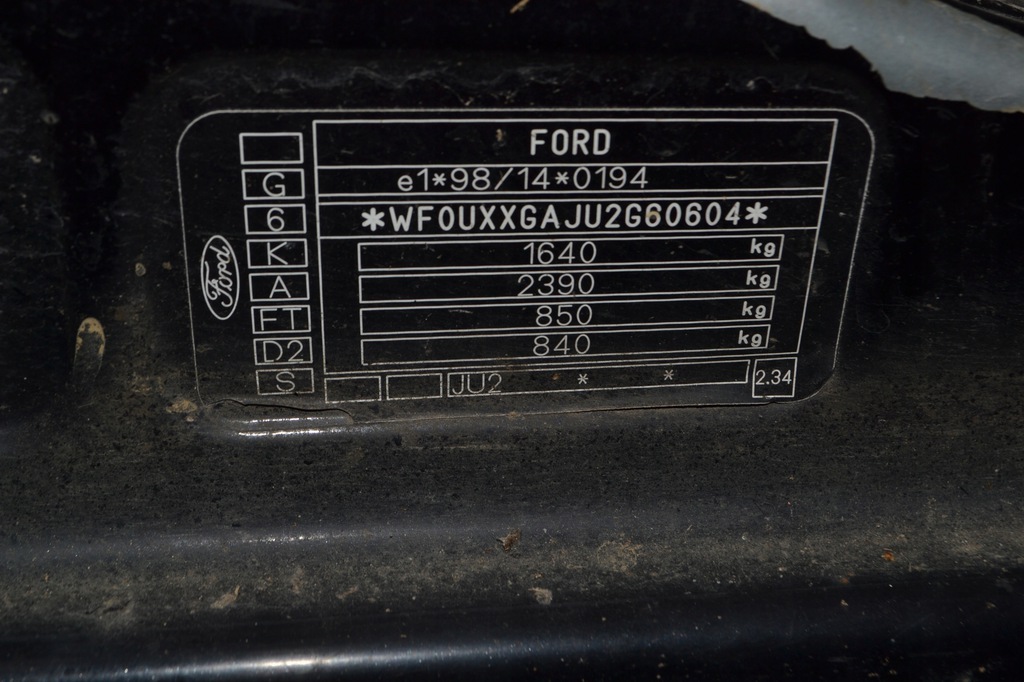 FORD
G e1*98/14*0194
6 *WF0UXXGAJU2G60604*
K 1640 kg
A 2390 kg
FT 850 kg
D2 840 kg
S JU2 * * 2.34
Ford